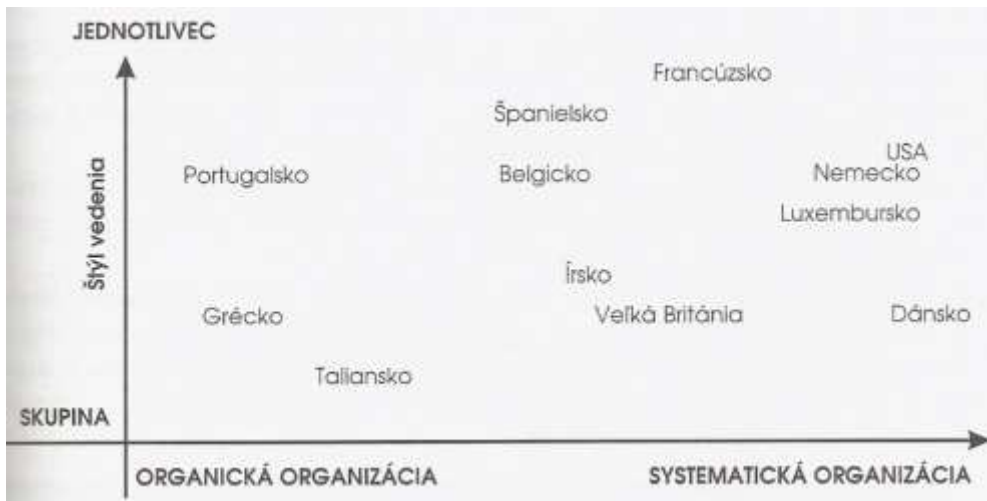 JEDNOTLIVEC
Francúzsko
Španielsko
USA
Portugalsko Belgicko Nemecko
Luxembursko
Štýl vedenia
Írsko
Grécko Veľká Británia Dánsko
Taliansko
SKUPINA
ORGANICKÁ ORGANIZÁCIA SYSTEMATICKÁ ORGANIZÁCIA